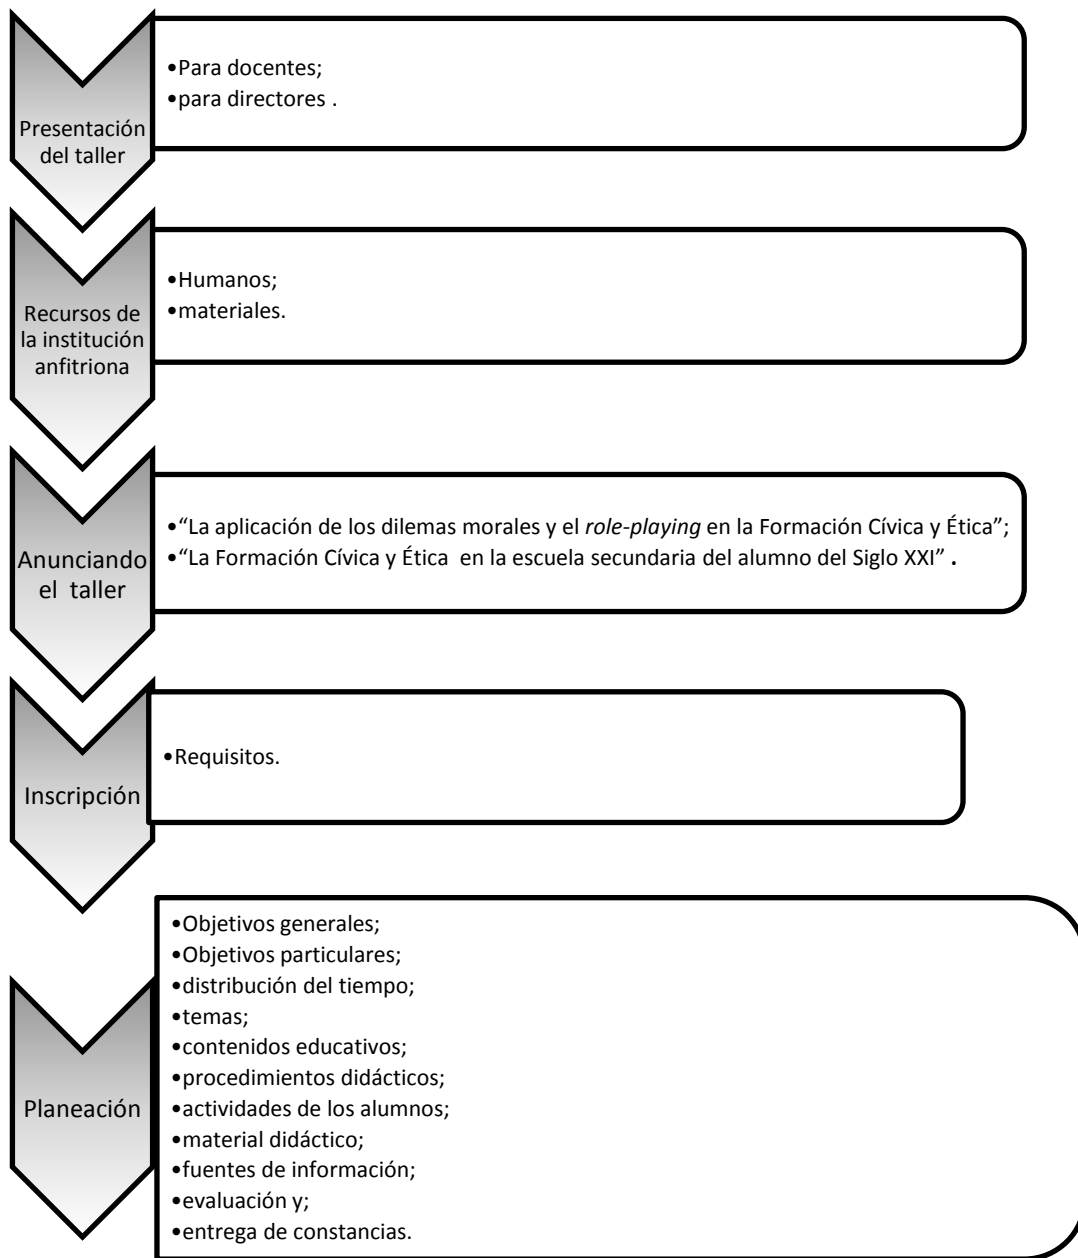 Presentación
del taller
•Para docentes;
•para directores .
Recursos de
la institución
anfitriona
•Humanos;
•materiales.
Anunciando
el taller
•“La aplicación de los dilemas morales y el role-playing en la Formación Cívica y Ética”;
•“La Formación Cívica y Ética en la escuela secundaria del alumno del Siglo XXI” .
Inscripción
•Requisitos.
Planeación
•Objetivos generales;
•Objetivos particulares;
•distribución del tiempo;
•temas;
•contenidos educativos;
•procedimientos didácticos;
•actividades de los alumnos;
•material didáctico;
•fuentes de información;
•evaluación y;
•entrega de constancias.